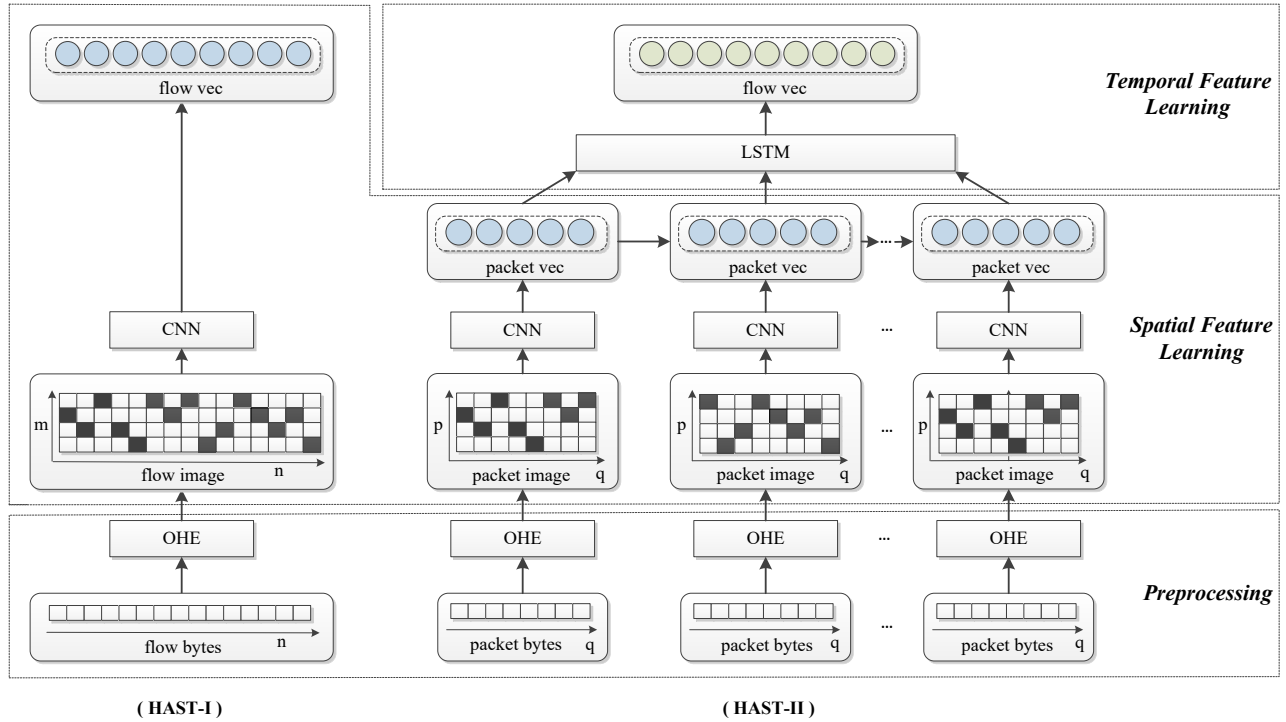 flow vec
flow vec
Temporal Feature
Learning
LSTM
packet vec
packet vec
...
packet vec
CNN
CNN
CNN
...
CNN
Spatial Feature
Learning
m
flow image
n
p
packet image
q
p
packet image
q
...
p
packet image
q
OHE
OHE
OHE
...
OHE
Preprocessing
flow bytes
n
packet bytes
q
packet bytes
q
...
packet bytes
q
( HAST-I )
( HAST-II )